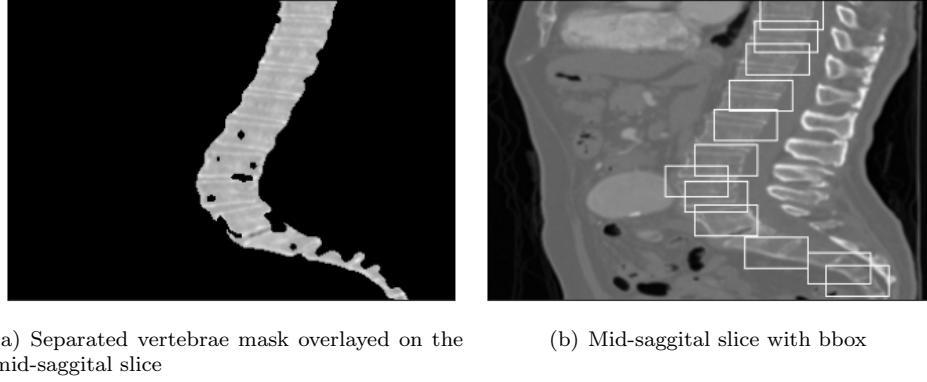 a) Separated vertebrae mask overlayed on the
mid-saggital slice
(b) Mid-saggital slice with bbox